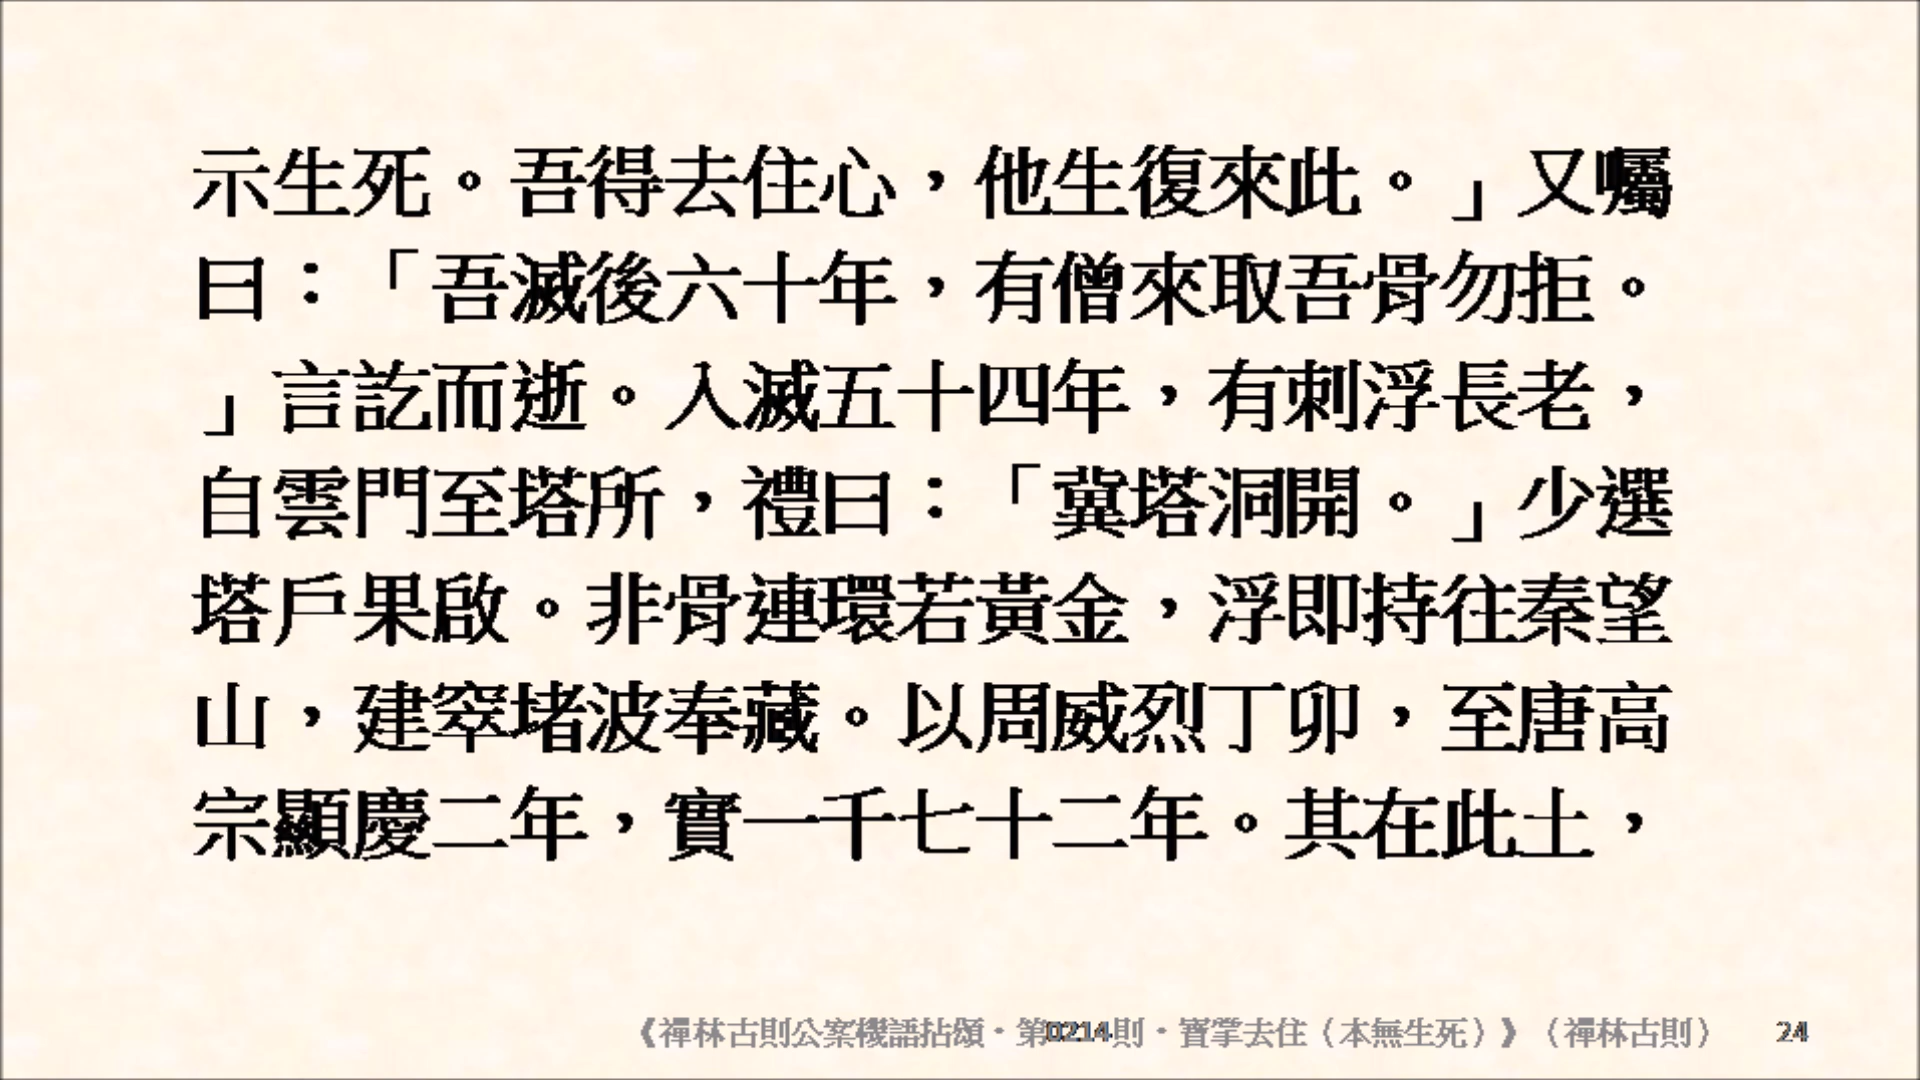 示生死。吾得去住心，他生復來此。」又囑
曰：「吾滅後六十年，有僧來取吾骨勿拒。
」言訖而逝。入滅五十四年，有刺浮長老，
自雲門至塔所，禮曰：「冀塔洞開。」少選
塔戶果啟。非骨連環若黃金，浮即持往秦望
山，建窣堵波奉藏。以周威烈丁卯，至唐高
宗顯慶二年，實一千七十二年。其在此土，
《禪林古則公案機語拈頌・第0214則・寶掌去住（本無生死）》（禪林古則） 24